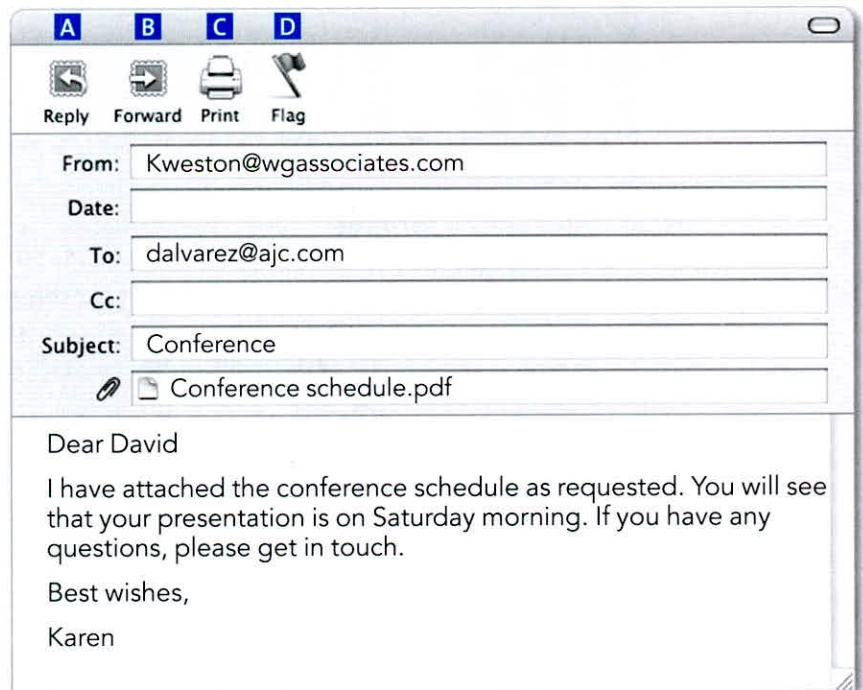 A B C D
Reply Forward Print Flag
From: Kweston@wgassociates.com
Date:
To: dalvarez@ajc.com
Cc:
Subject: Conference
Conference schedule.pdf
Dear David
I have attached the conference schedule as requested. You will see
that your presentation is on Saturday morning. If you have any
questions, please get in touch.
Best wishes,
Karen